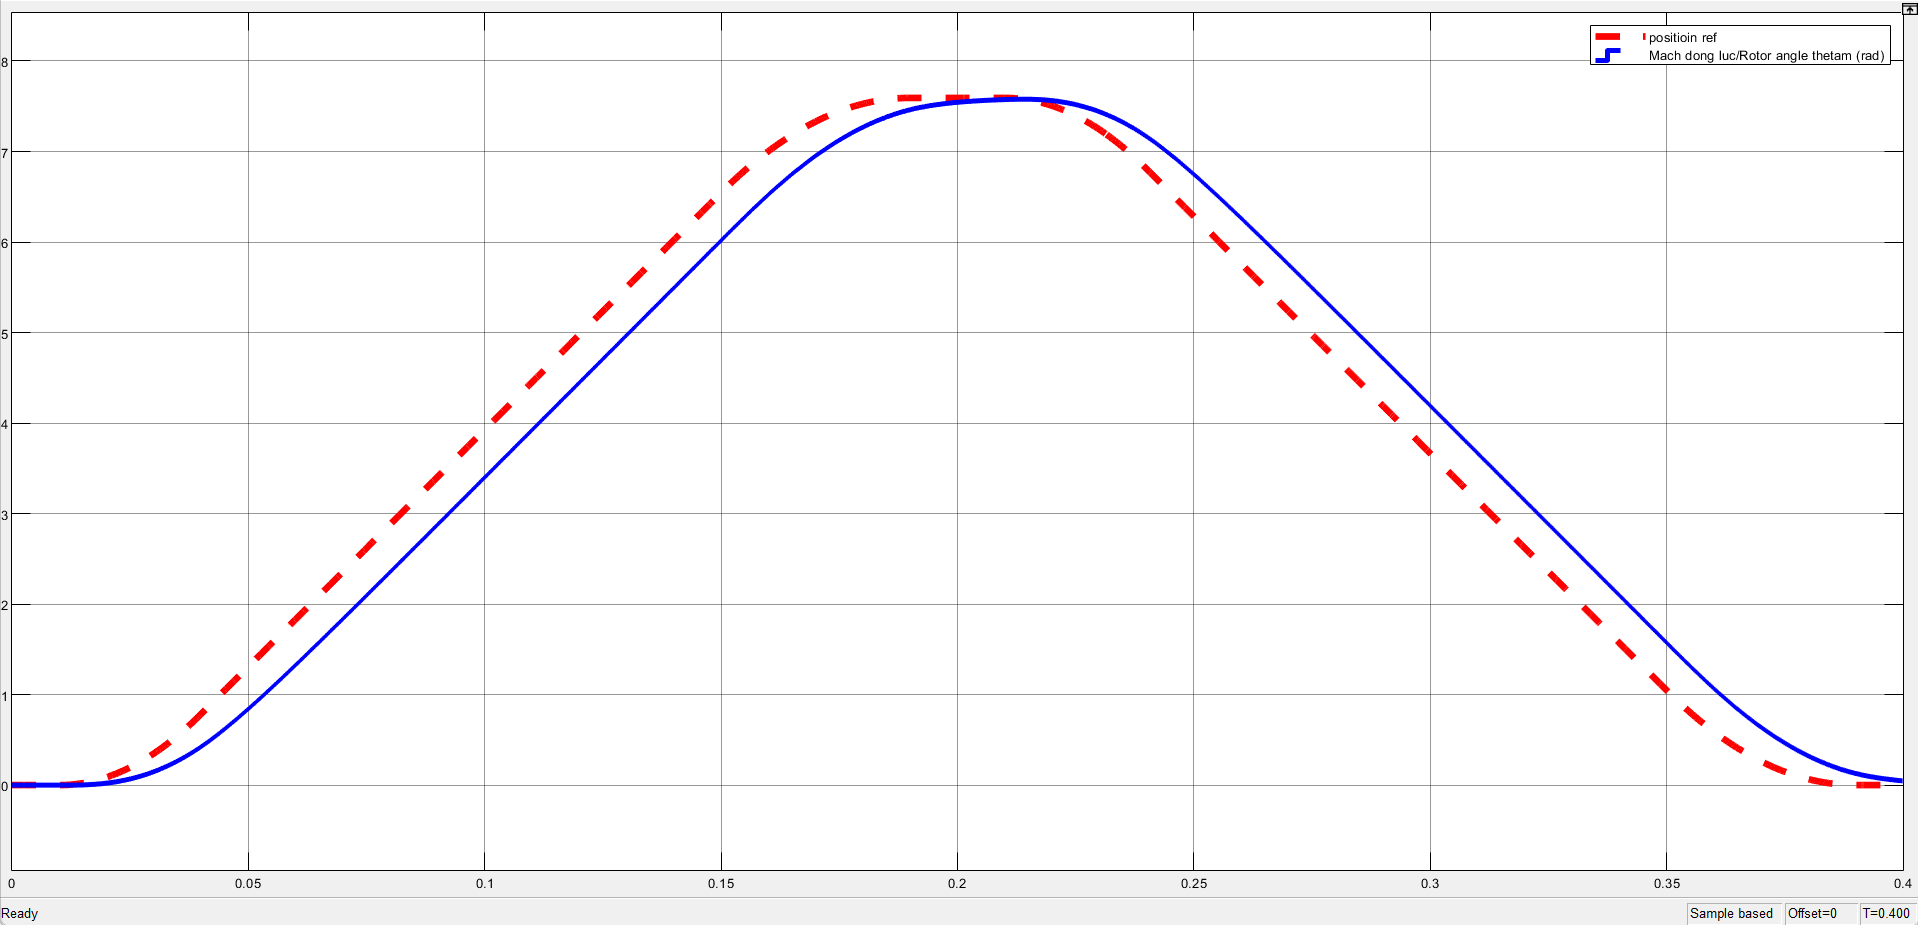 positioin ref
Mach dong luc/Rotor angle thetam (rad)
8
7
6
5
4
3
2
1
0
0 0.05 0.1 0.15 0.2 0.25 0.3 0.35 0.4
Ready Sample based Offset=0 T=0.400